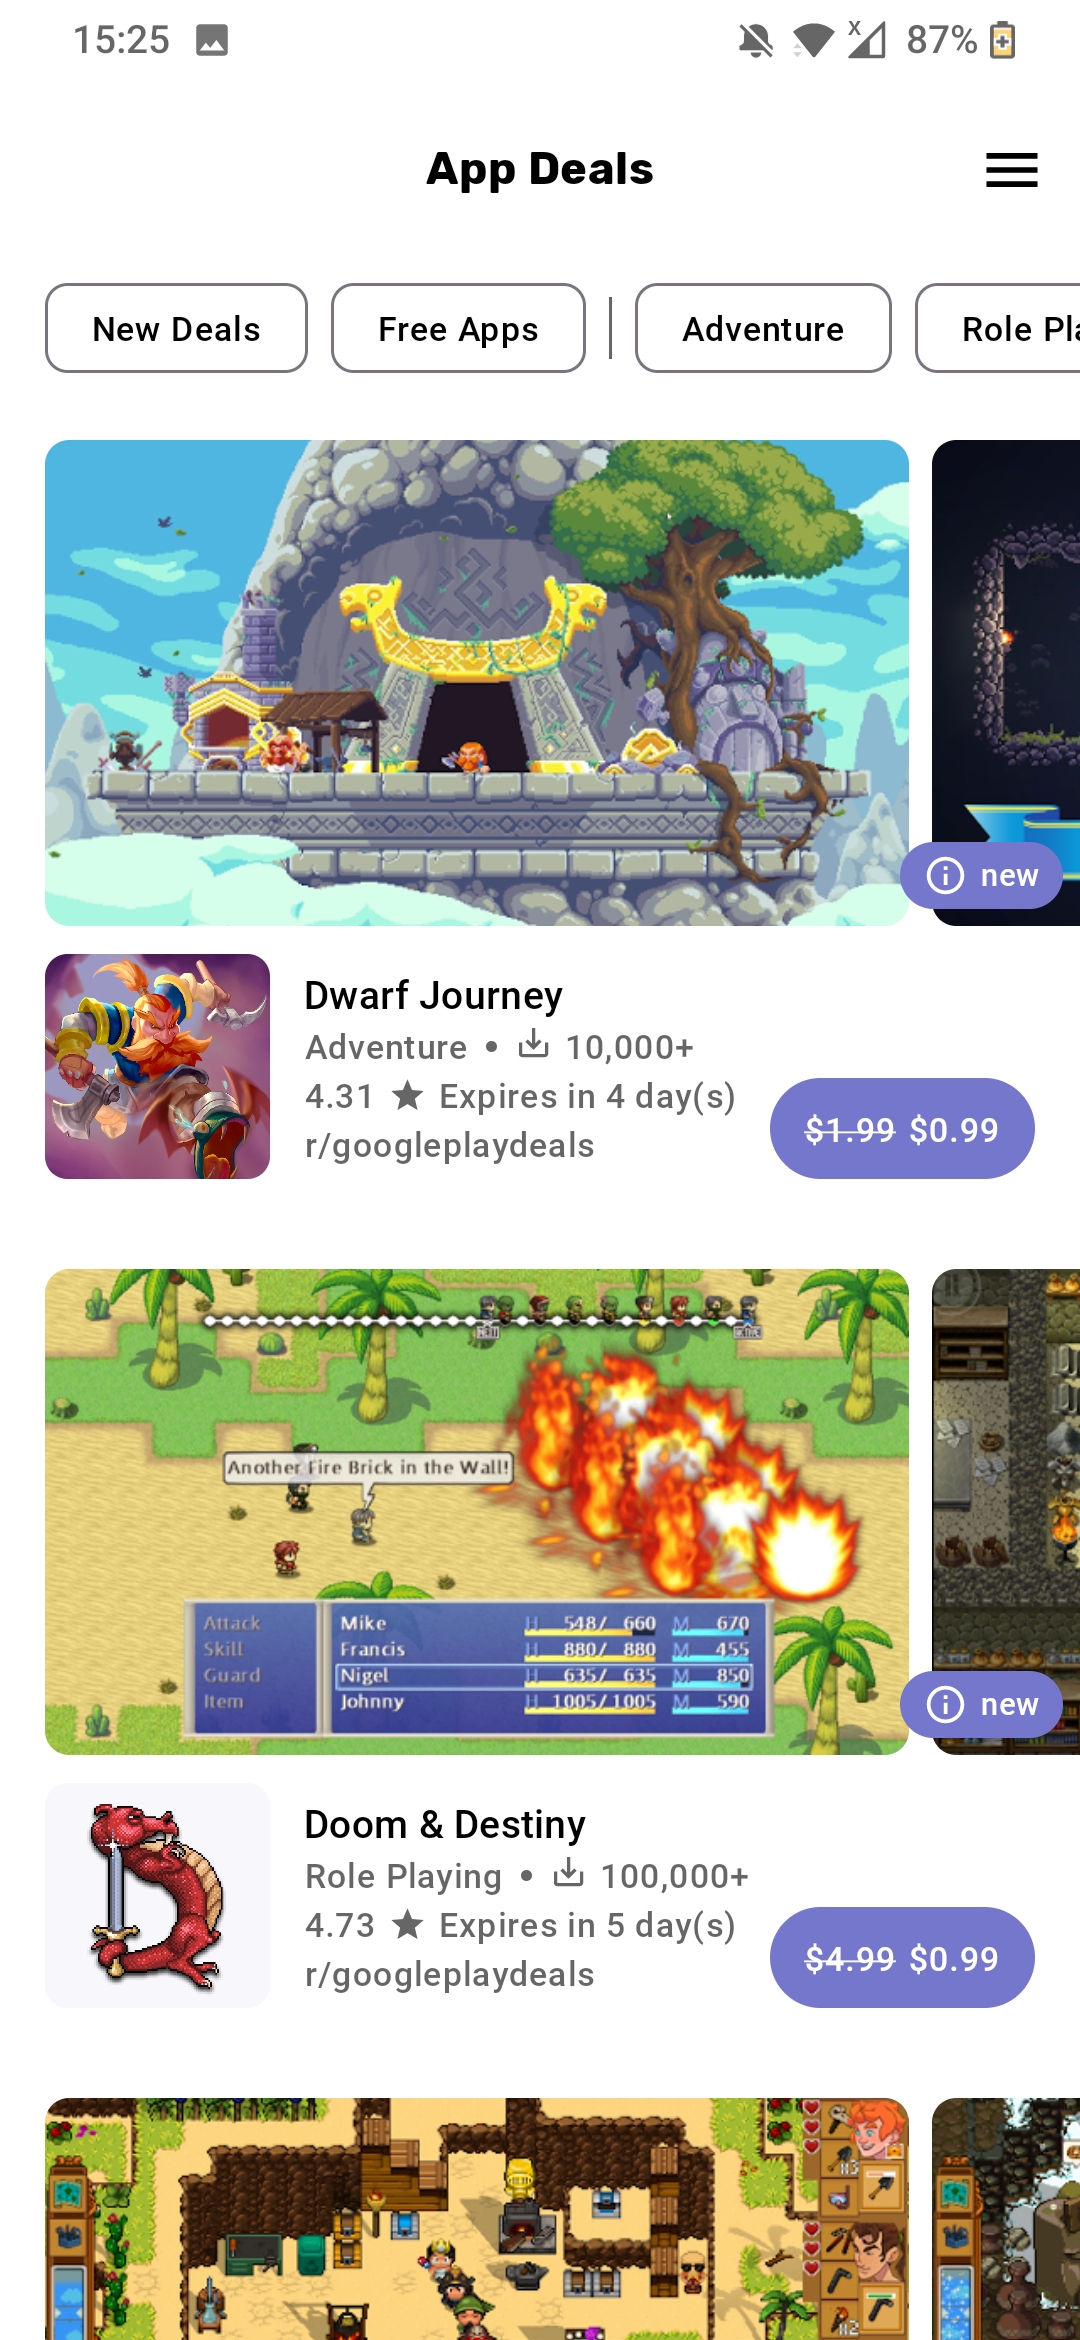 15:25 87%
App Deals
New Deals Free Apps Adventure Role Pla
new
Dwarf Journey
Adventure • 10,000+
4.31 ★ Expires in 4 day(s)
r/googleplaydeals
$1.99 $0.99
Another Fire Brick in the Wall!
Attack Mike H 548/ 660 M 670
Skill Francis H 880/ 880 M 455
Guard Nigel H 635/ 635 M 850
Item Johnny H 1005/1005 M 590
new
Doom & Destiny
Role Playing • 100,000+
4.73 ★ Expires in 5 day(s)
r/googleplaydeals
$4.99 $0.99